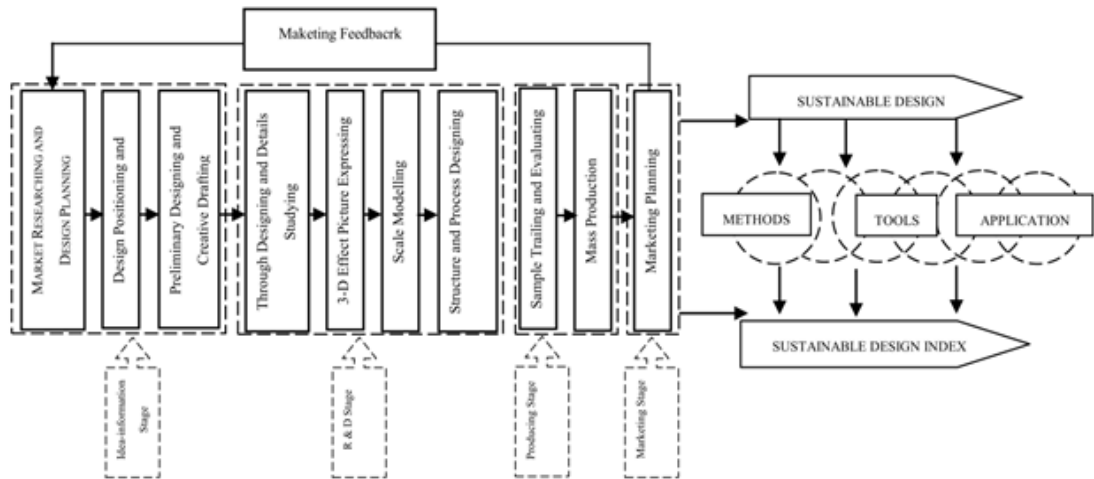 Maketing Feedbacrk
MARKET RESEARCHING AND
DESIGN PLANNING
Design Positioning and
Preliminary Designing and
Creative Drafting
Through Designing and Details
Studying
3-D Effect Picture Expressing
Scale Modelling
Structure and Process Designing
Sample Trailing and Evaluating
Mass Production
Marketing Planning
SUSTAINABLE DESIGN
METHODS
TOOLS
APPLICATION
SUSTAINABLE DESIGN INDEX
Idea-information
Stage
R & D Stage
Producing Stage
Marketing Stage